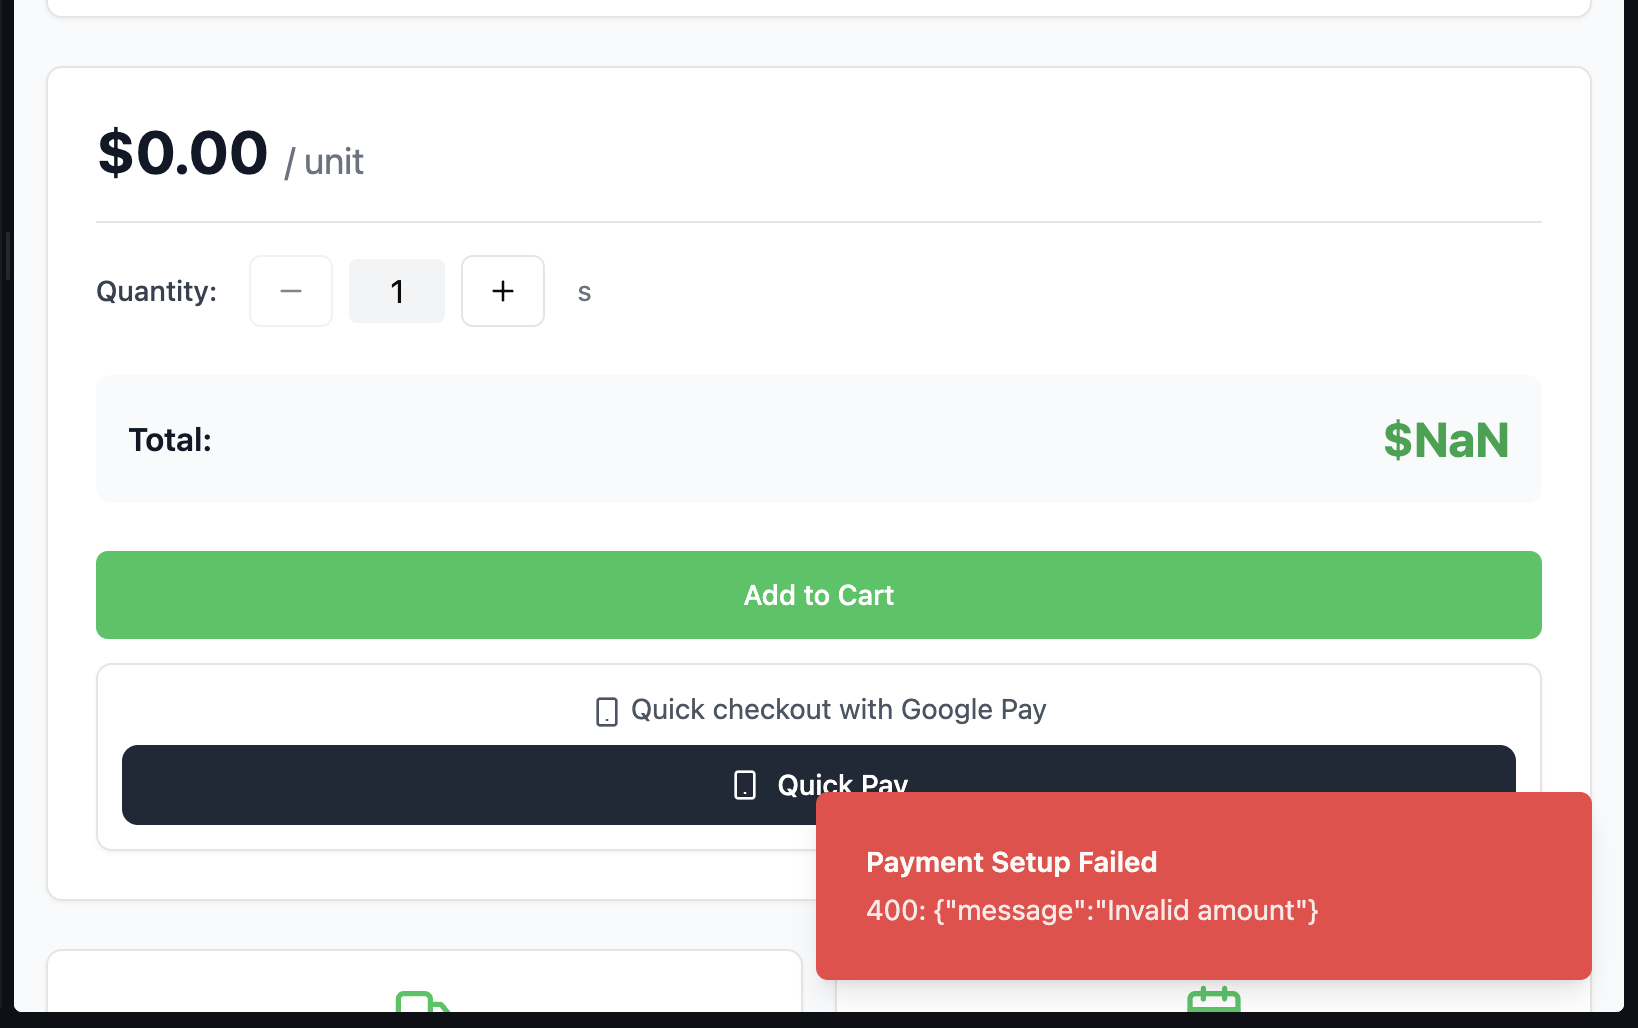 $0.00 / unit
Quantity: 1 s
Total: $NaN
Add to Cart
Quick checkout with Google Pay
Quick Pay
Payment Setup Failed
400: {"message":"Invalid amount"}